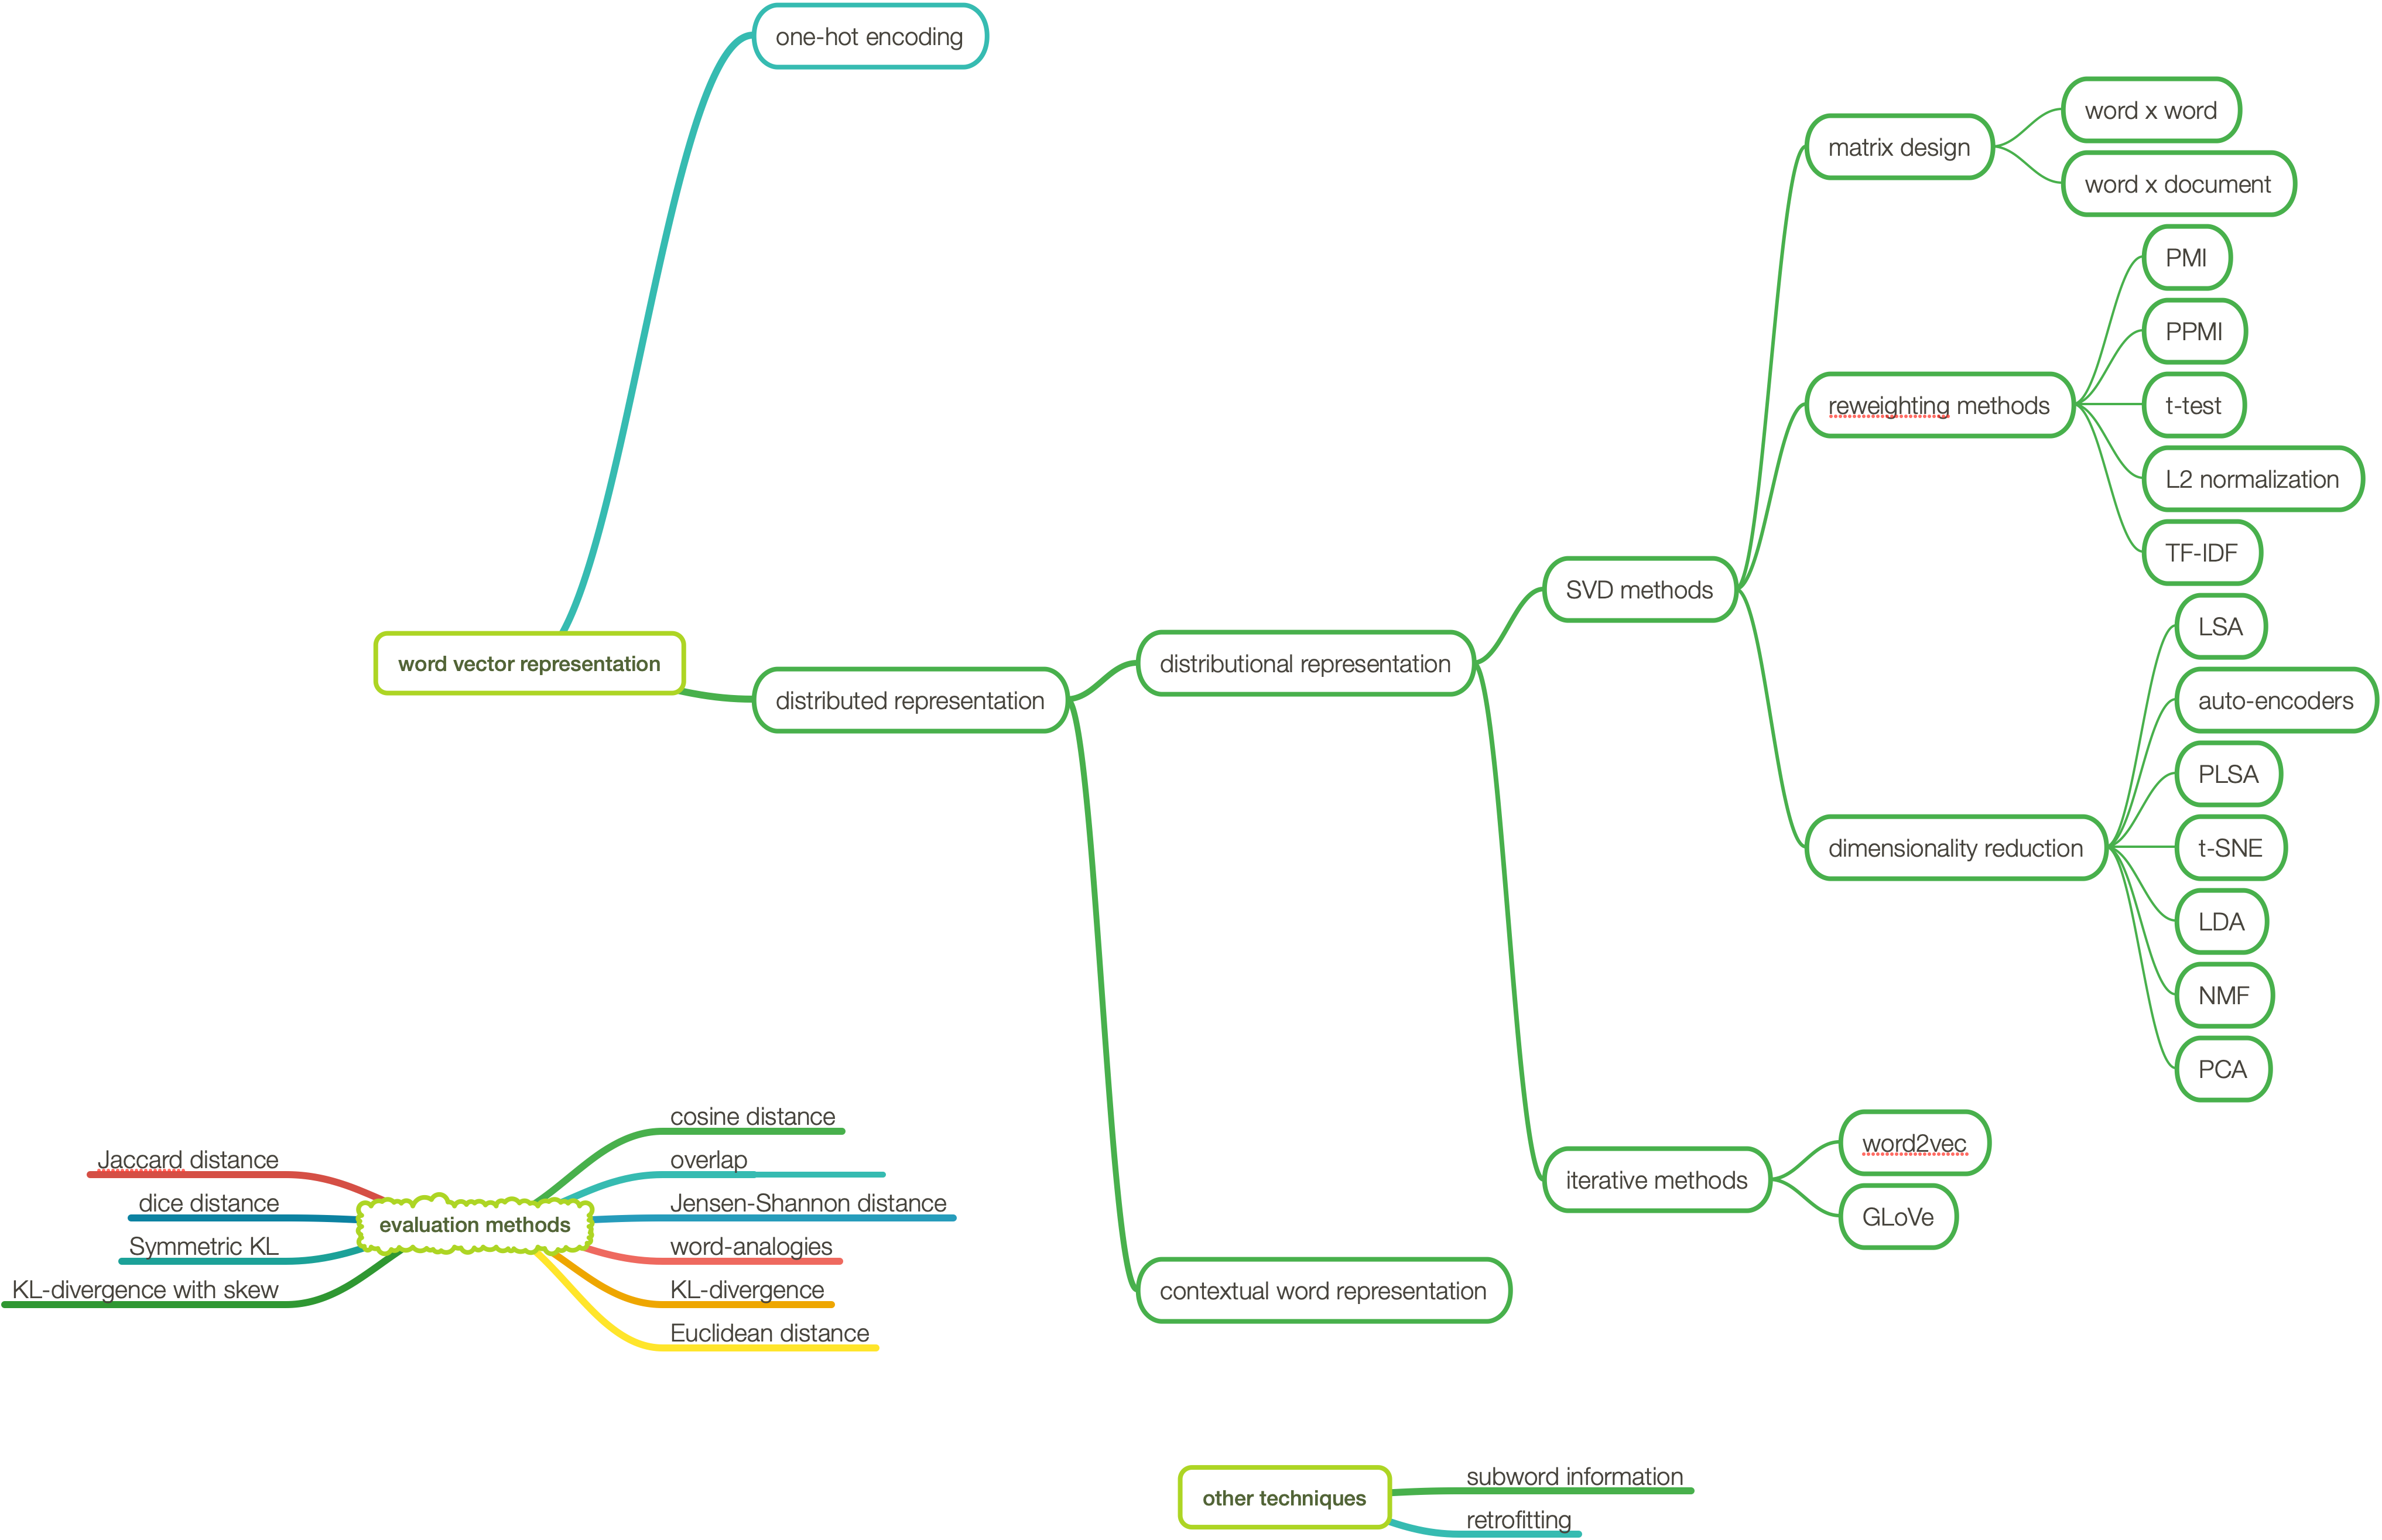 one-hot encoding
word x word
matrix design
word x document
PMI
PPMI
reweighting methods
t-test
L2 normalization
TF-IDF
SVD methods
LSA
word vector representation
distributional representation
distributed representation
auto-encoders
PLSA
dimensionality reduction
t-SNE
LDA
NMF
PCA
cosine distance
word2vec
Jaccard distance
overlap
iterative methods
dice distance
Jensen-Shannon distance
GLoVe
evaluation methods
Symmetric KL
word-analogies
KL-divergence with skew
KL-divergence
contextual word representation
Euclidean distance
subword information
other techniques
retrofitting